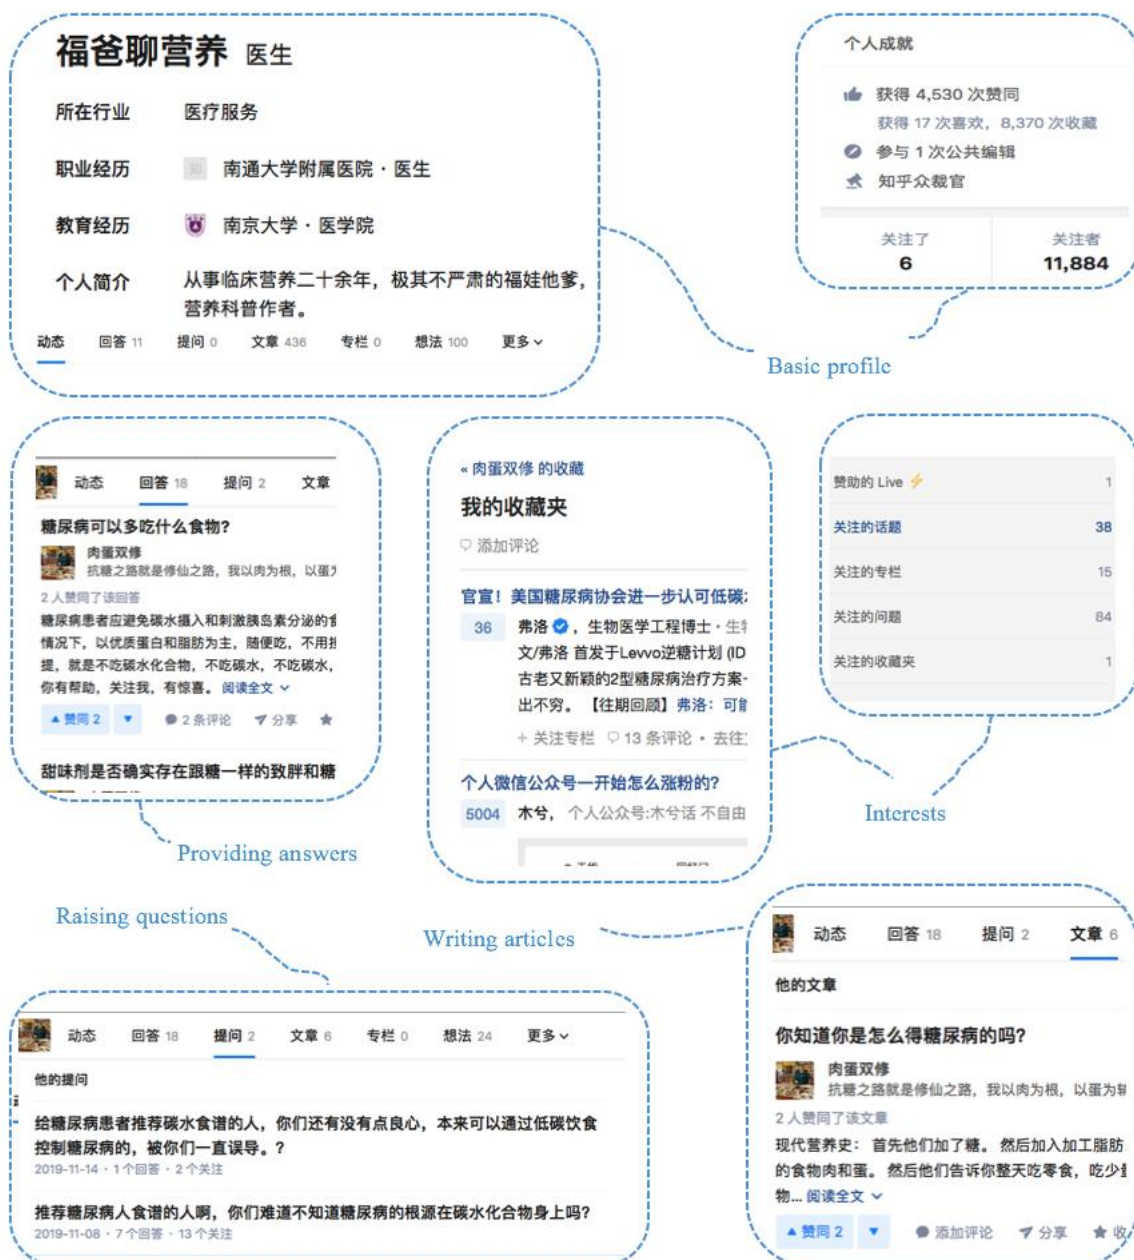 福爸聊营养 医生
所在行业 医疗服务
职业经历 南通大学附属医院 · 医生
教育经历 南京大学 · 医学院
个人简介 从事临床营养二十余年，极其不严肃的福娃他爹，
营养科普作者。
动态 回答 11 提问 0 文章 436 专栏 0 想法 100 更多
个人成就
获得 4,530 次赞同
获得 17 次喜欢，8,370 次收藏
参与 1 次公共编辑
知乎众裁官
关注了 关注者
6 11,884
Basic profile
动态 回答 18 提问 2 文章
糖尿病可以多吃什么食物?
肉蛋双修
抗糖之路就是修仙之路，我以肉为根，以蛋为
2 人赞同了该回答
糖尿病患者应避免碳水摄入和刺激胰岛素分泌的食
情况下，以优质蛋白和脂肪为主，随便吃，不用担
提，就是不吃碳水化合物，不吃碳水，不吃碳水，
你有帮助，关注我，有惊喜。 阅读全文
赞同 2 2 条评论 分享
甜味剂是否确实存在跟糖一样的致胖和糖
Providing answers
« 肉蛋双修 的收藏
我的收藏夹
添加评论
官宣！美国糖尿病协会进一步认可低碳
36 弗洛 ，生物医学工程博士 · 生
文/弗洛 首发于Levvo逆糖计划 (ID
古老又新颖的2型糖尿病治疗方案-
出不穷。 【往期回顾】弗洛：可能
+ 关注专栏 13 条评论 • 去往
个人微信公众号一开始怎么涨粉的?
5004 木兮， 个人公众号:木兮话 不自由
赞助的 Live 1
关注的话题 38
关注的专栏 15
关注的问题 84
关注的收藏夹 1
Interests
Raising questions
动态 回答 18 提问 2 文章 6 专栏 0 想法 24 更多
他的提问
给糖尿病患者推荐碳水食谱的人，你们还有没有点良心，本来可以通过低碳饮食
控制糖尿病的，被你们一直误导。?
2019-11-14 · 1 个回答 · 2 个关注
推荐糖尿病人食谱的人啊，你们难道不知道糖尿病的根源在碳水化合物身上吗?
2019-11-08 · 7 个回答 · 13 个关注
Writing articles
动态 回答 18 提问 2 文章 6
他的文章
你知道你是怎么得糖尿病的吗?
肉蛋双修
抗糖之路就是修仙之路，我以肉为根，以蛋为
2 人赞同了该文章
现代营养史： 首先他们加了糖。 然后加入加工脂肪
的食物肉和蛋。 然后他们告诉你整天吃零食，吃少量
物... 阅读全文
赞同 2 添加评论 分享 收